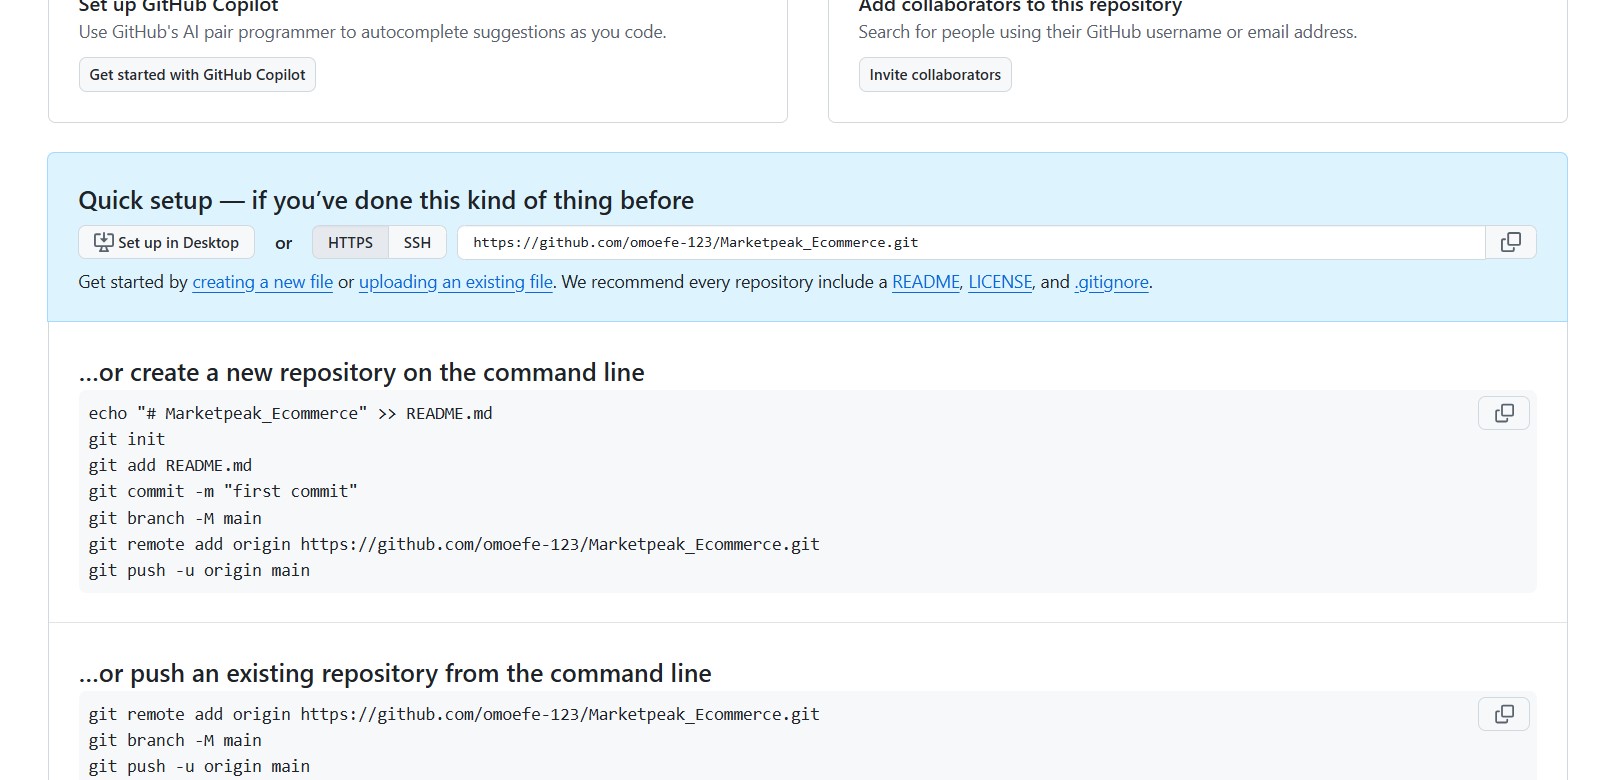 Set up GitHub Copilot
Use GitHub's AI pair programmer to autocomplete suggestions as you code.
Get started with GitHub Copilot
Add collaborators to this repository
Search for people using their GitHub username or email address.
Invite collaborators
Quick setup — if you’ve done this kind of thing before
Set up in Desktop or HTTPS SSH https://github.com/omoefe-123/Marketpeak_Ecommerce.git
Get started by creating a new file or uploading an existing file. We recommend every repository include a README, LICENSE, and .gitignore.
…or create a new repository on the command line
echo "# Marketpeak_Ecommerce" >> README.md
git init
git add README.md
git commit -m "first commit"
git branch -M main
git remote add origin https://github.com/omoefe-123/Marketpeak_Ecommerce.git
git push -u origin main
…or push an existing repository from the command line
git remote add origin https://github.com/omoefe-123/Marketpeak_Ecommerce.git
git branch -M main
git push -u origin main